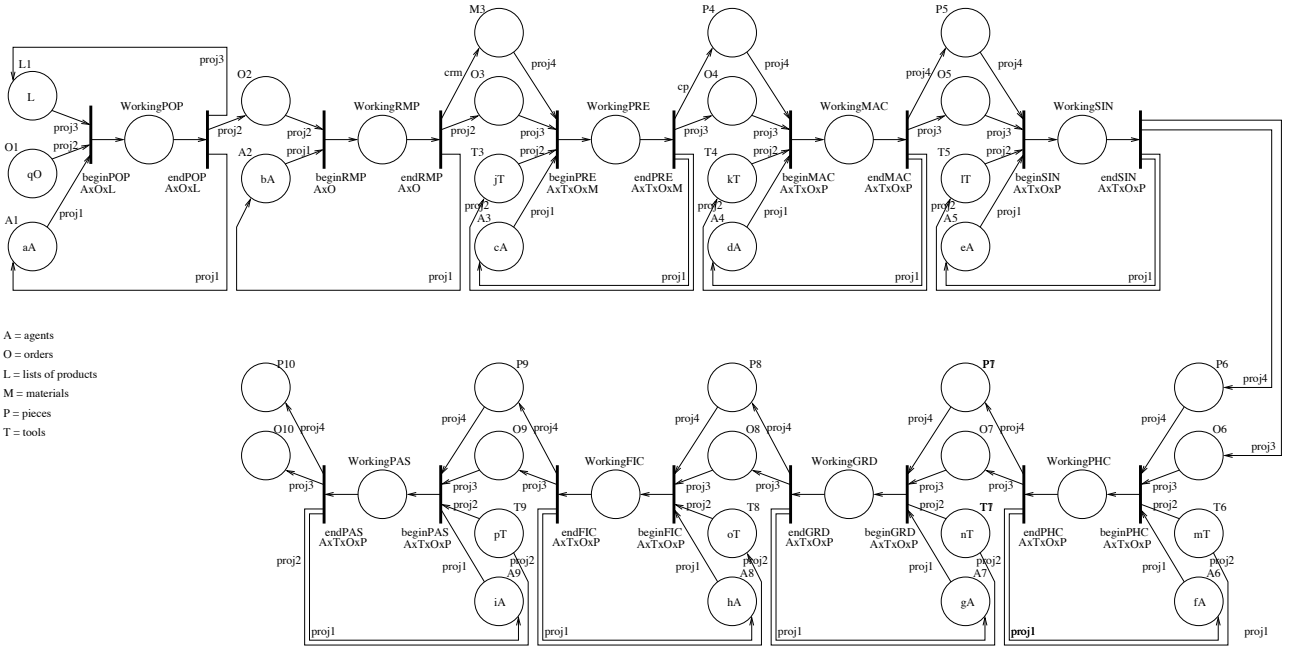 M3
P4
P5
L1
proj3
WorkingPOP
O2
WorkingRMP
crm
O3
proj4
WorkingPRE
cp
O4
proj4
WorkingMAC
proj4
O5
proj4
WorkingSIN
L
proj3
proj2
proj2
proj2
proj3
proj3
proj3
proj3
proj3
O1
proj2
A2
proj1
T3
proj2
T4
proj2
T5
proj2
qO
beginPOP
AxOxL
endPOP
AxOxL
bA
beginRMP
AxO
endRMP
AxO
jT
beginPRE
AxTxOxM
endPRE
AxTxOxM
kT
beginMAC
AxTxOxP
endMAC
AxTxOxP
lT
beginSIN
AxTxOxP
endSIN
AxTxOxP
A1
proj1
proj2
A3
proj1
proj2
A4
proj1
proj2
A5
proj1
aA
cA
dA
eA
proj1
proj1
proj1
proj1
proj1
A = agents
O = orders
L = lists of products
M = materials
P = pieces
T = tools
P10
P9
P8
P7
P6
proj4
O10
proj4
proj4
O9
proj4
proj4
O8
proj4
proj4
O7
proj4
proj4
O6
proj3
WorkingPAS
WorkingFIC
WorkingGRD
WorkingPHC
proj3
proj3
proj3
proj3
proj3
proj3
proj3
proj3
proj3
proj2
T9
proj2
T8
proj2
T7
proj2
T6
endPAS
AxTxOxP
beginPAS
AxTxOxP
pT
endFIC
AxTxOxP
beginFIC
AxTxOxP
oT
endGRD
AxTxOxP
beginGRD
AxTxOxP
nT
endPHC
AxTxOxP
beginPHC
AxTxOxP
mT
proj2
proj1
proj2
A9
proj1
proj2
A8
proj1
proj2
A7
proj1
proj2
A6
iA
hA
gA
fA
proj1
proj1
proj1
proj1
proj1